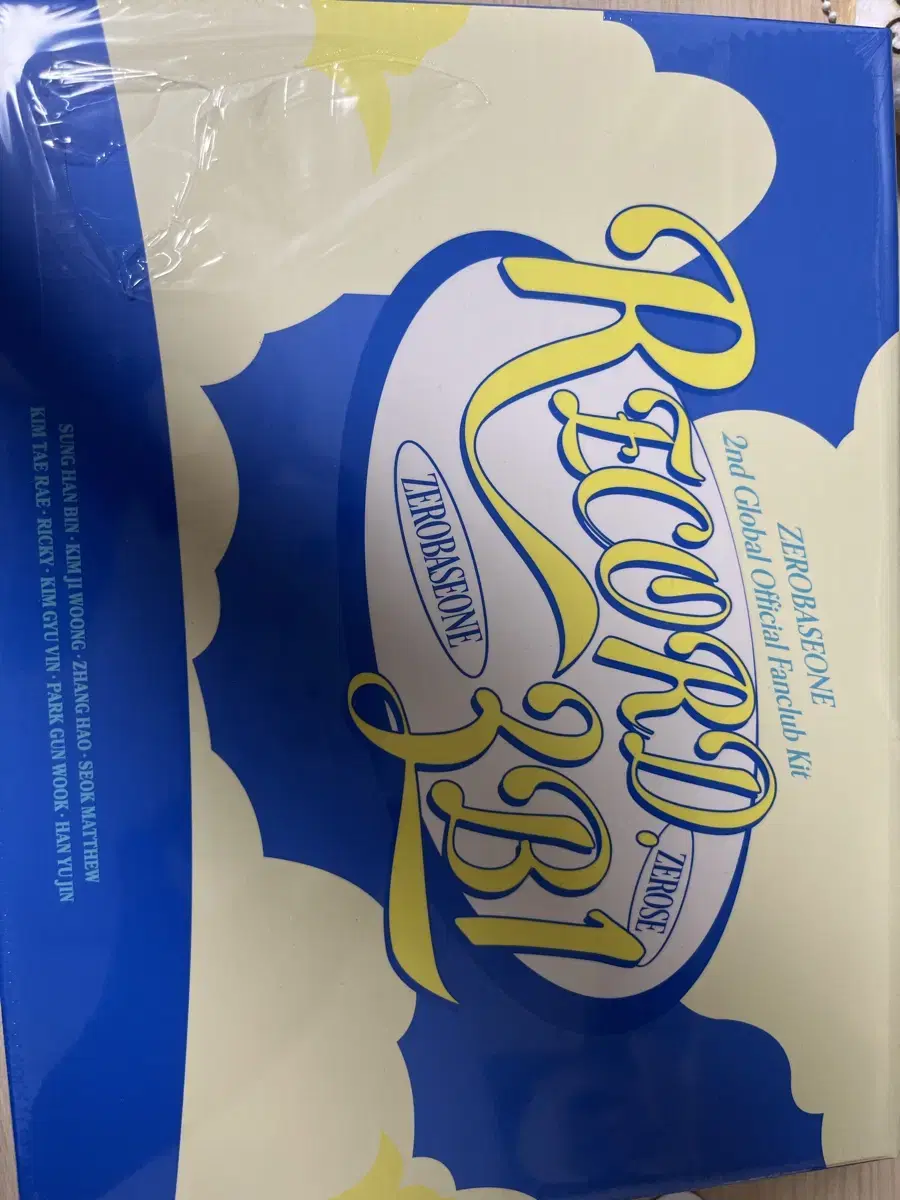 ZEROBASEONE
2nd Global Official Fanclub Kit
RECORD.
ZEROSE
ZEROBASEONE
ZB1
SUNG HAN BIN · KIM JI WOONG · ZHANG HAO · SEOK MATTHEW
KIM TAE RAE · RICKY · KIM GYU VIN · PARK GUN WOOK · HAN YU JIN